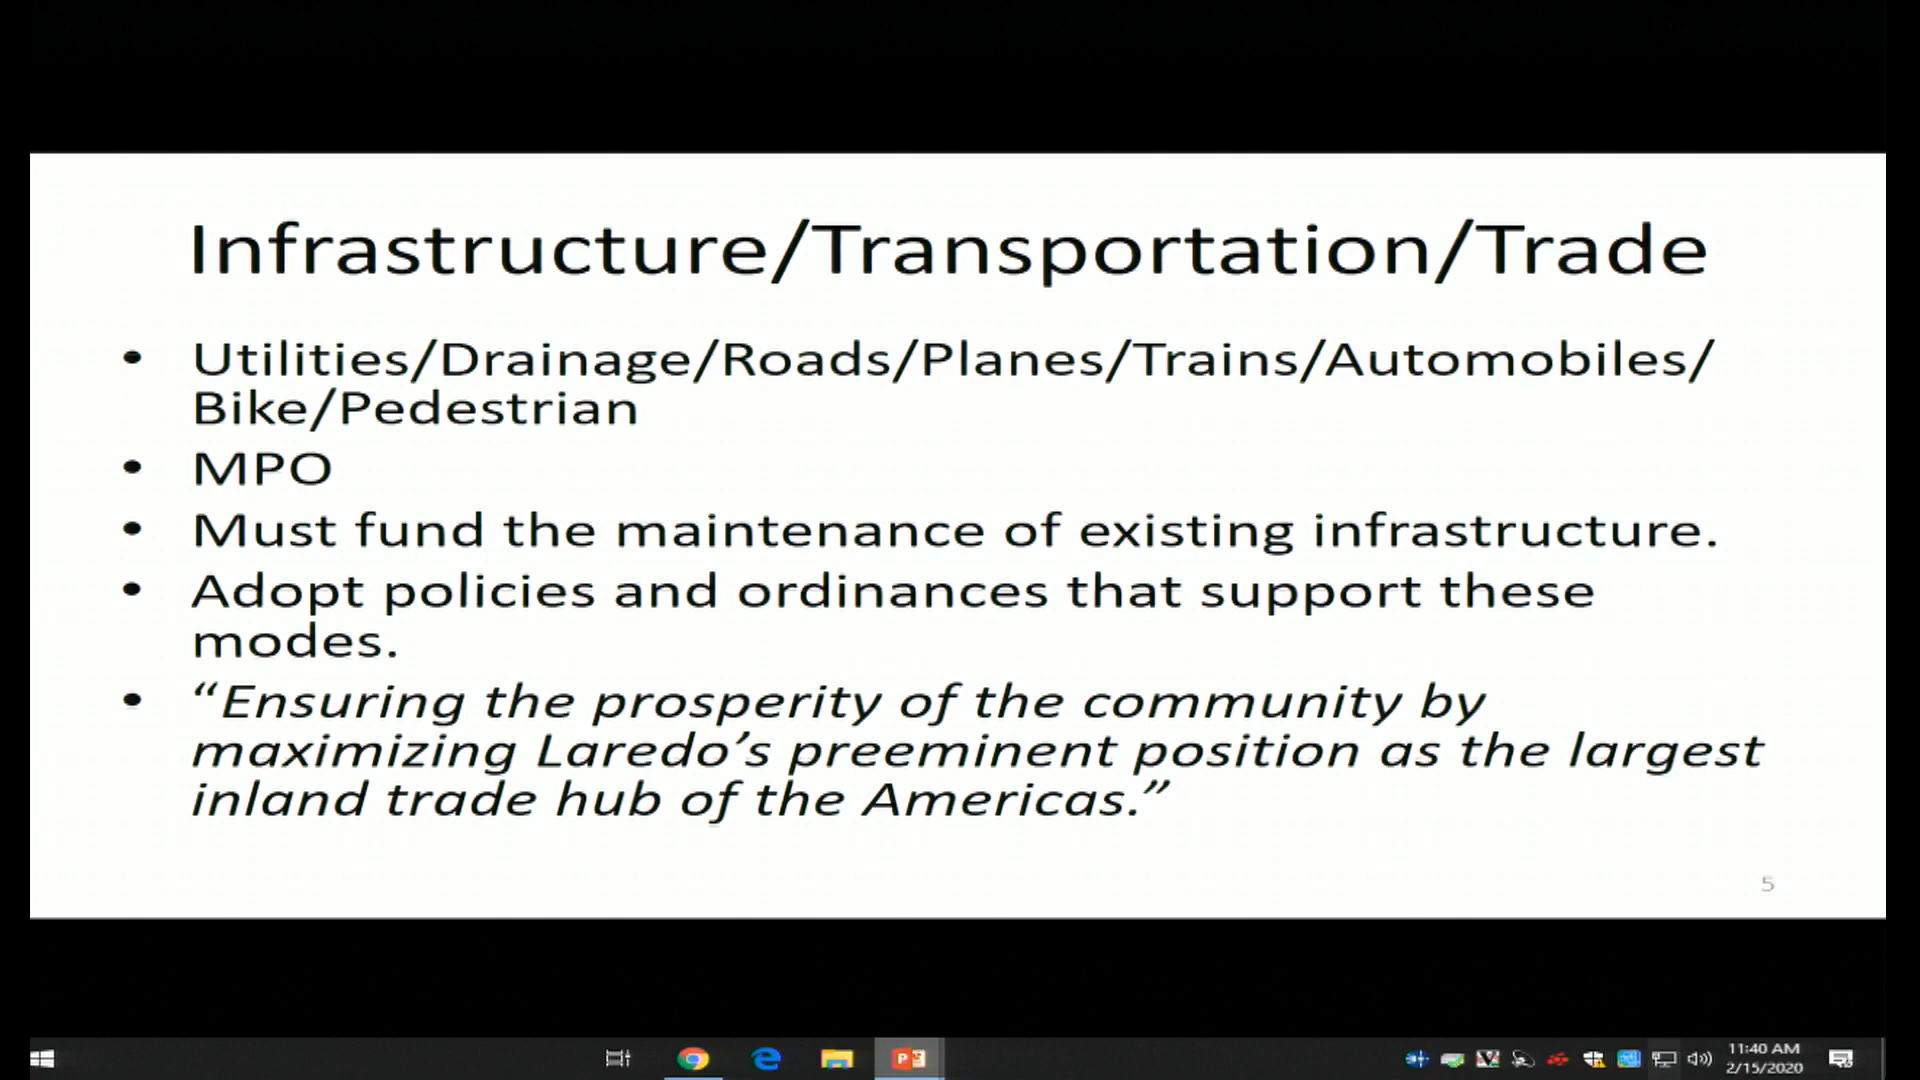 Infrastructure/Transportation/Trade
• Utilities/Drainage/Roads/Planes/Trains/Automobiles/
Bike/Pedestrian
• MPO
• Must fund the maintenance of existing infrastructure.
• Adopt policies and ordinances that support these
modes.
• “Ensuring the prosperity of the community by
maximizing Laredo’s preeminent position as the largest
inland trade hub of the Americas.”
5
11:40 AM
2/15/2020